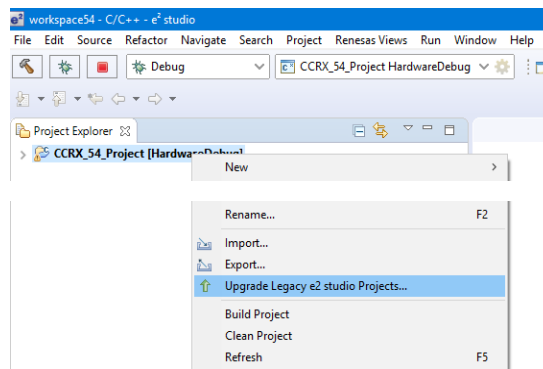 workspace54 - C/C++ - e² studio
File Edit Source Refactor Navigate Search Project Renesas Views Run Window Help
Debug CCRX_54_Project HardwareDebug
Project Explorer
CCRX_54_Project [HardwareDebug]
New
Rename... F2
Import...
Export...
Upgrade Legacy e2 studio Projects...
Build Project
Clean Project
Refresh F5